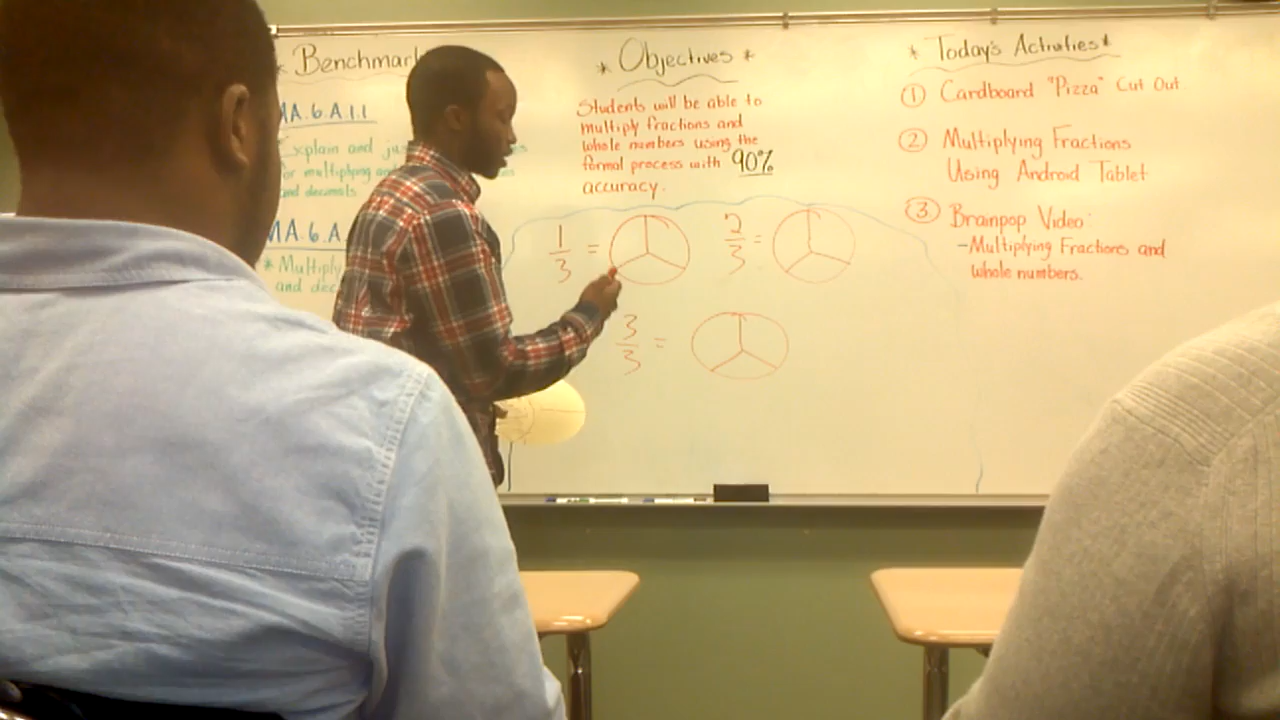 * Benchmark
MA.6.A.1.1
Explain and jus
for multiplying
and decimals
MA.6.A.
* Multiply
and dec
* Objectives *
Students will be able to
multiply fractions and
whole numbers using the
formal process with 90%
accuracy.
1/3 =
2/3 =
3/3 =
* Today's Activities *
① Cardboard "Pizza" Cut Out
② Multiplying Fractions
Using Android Tablet
③ Brainpop Video
-Multiplying Fractions and
whole numbers.